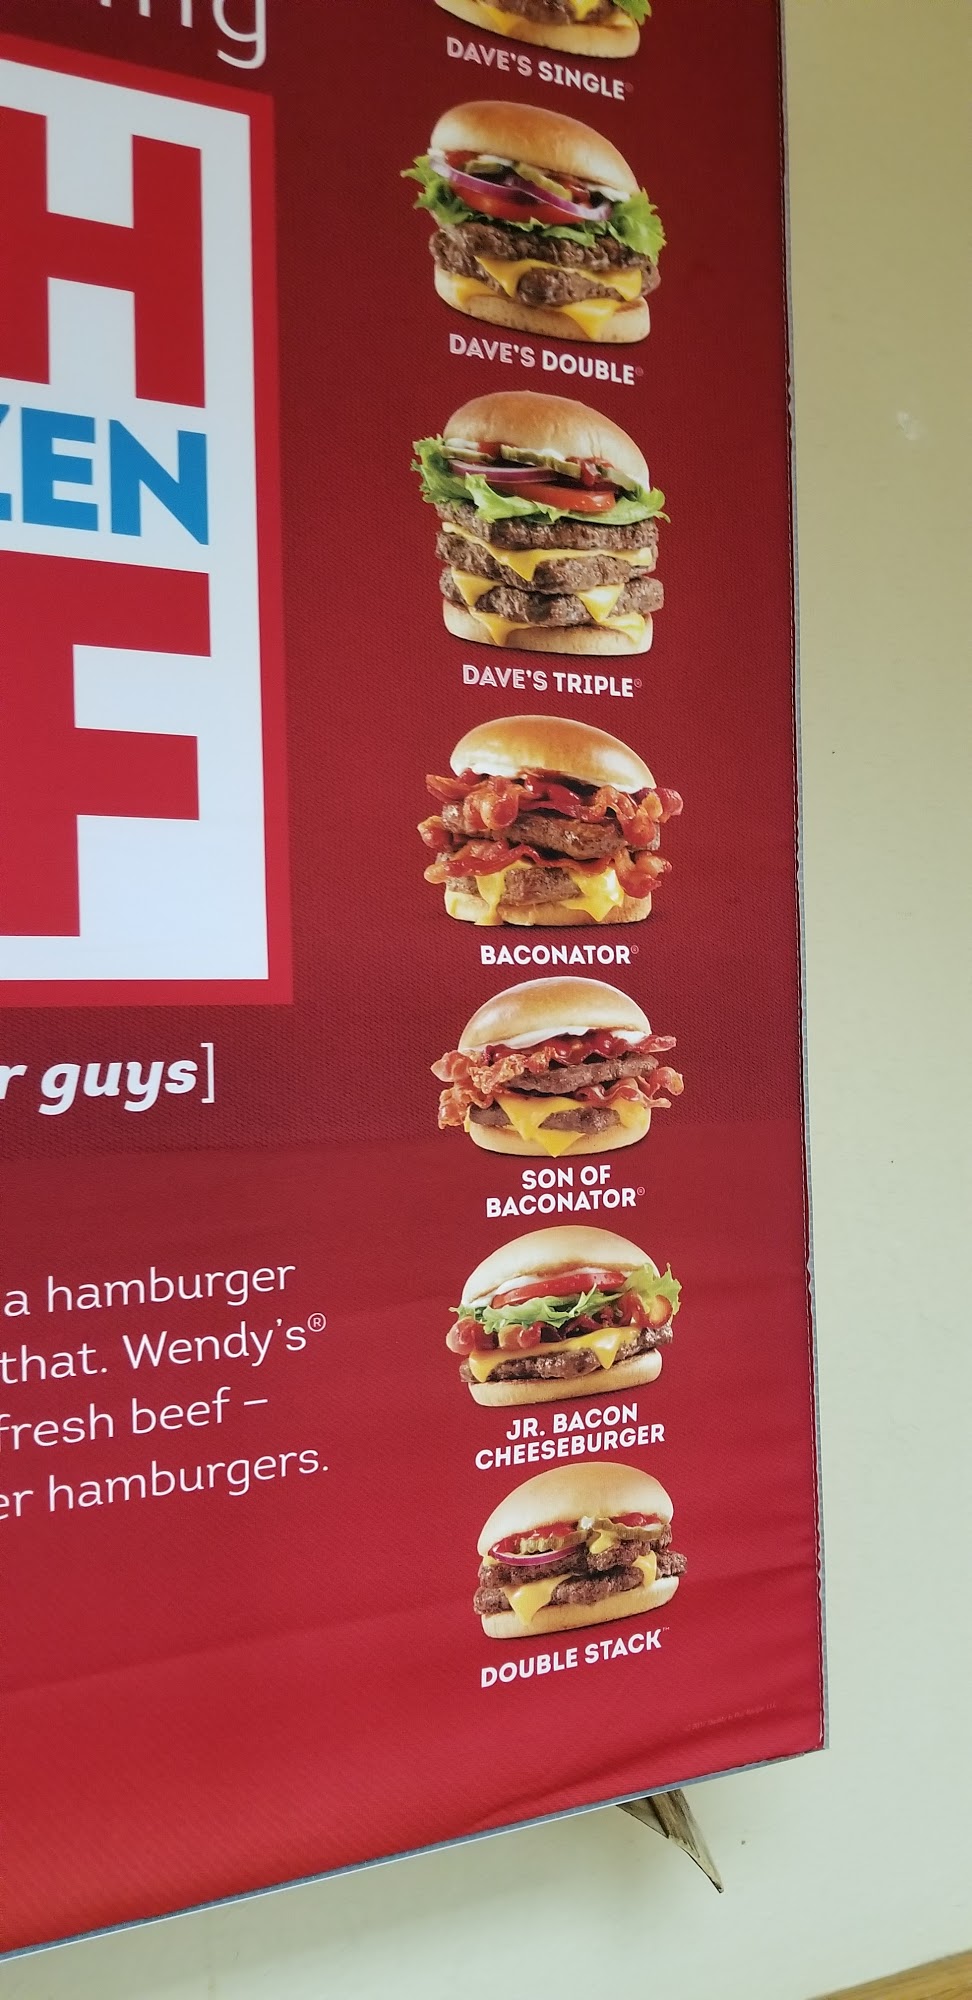 DAVE'S SINGLE®
H
ZEN
F
DAVE'S DOUBLE®
DAVE'S TRIPLE®
BACONATOR®
r guys]
SON OF
BACONATOR®
a hamburger
that. Wendy's®
fresh beef –
er hamburgers.
JR. BACON
CHEESEBURGER
DOUBLE STACK™